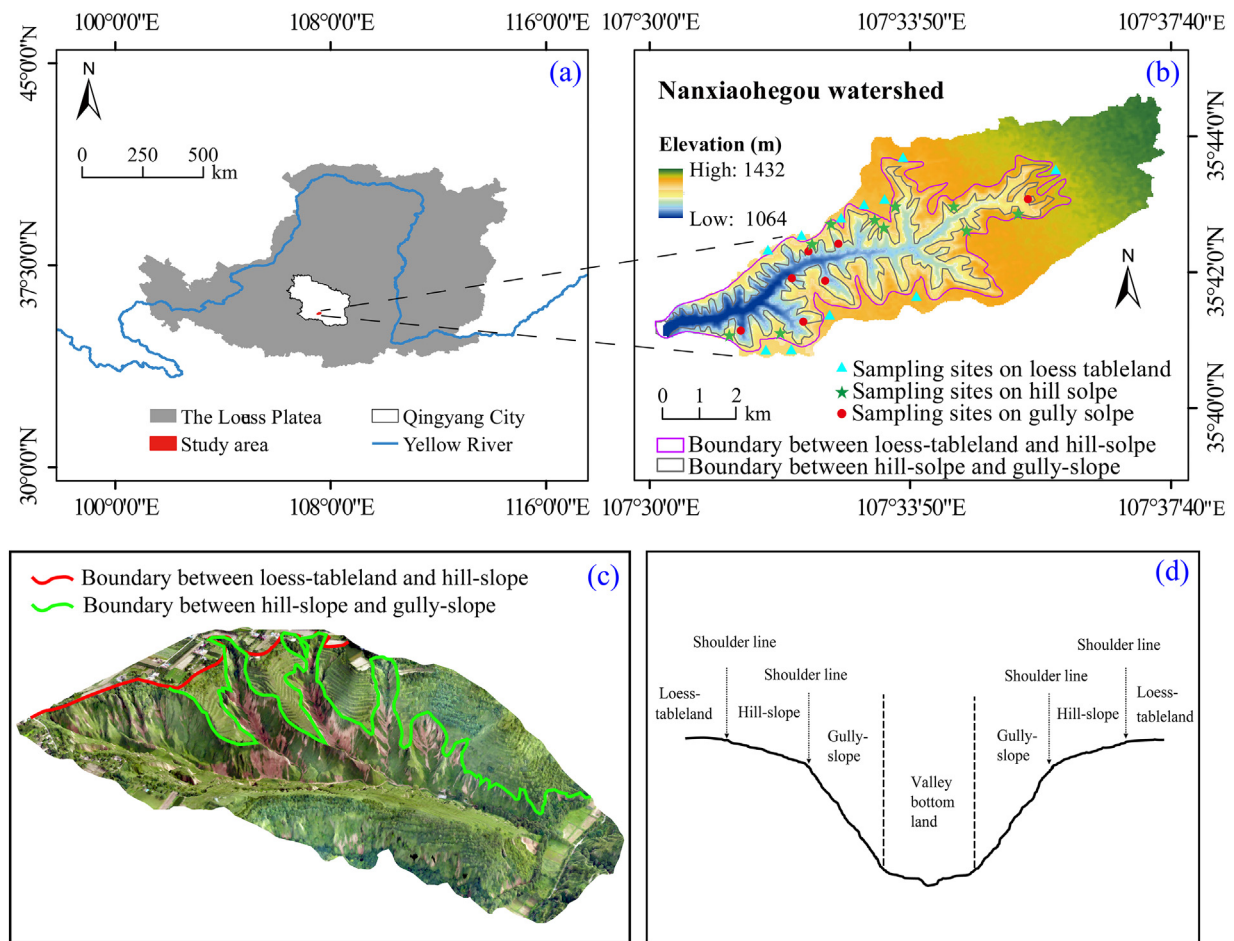 100°0'0"E
108°0'0"E
116°0'0"E
45°0'0"N
37°30'0"N
30°0'0"N
(a)
N
0 250 500
km
The Louess Platea
Qingyang City
Study area
Yellow River
100°0'0"E
108°0'0"E
116°0'0"E
107°30'0"E
107°33'50"E
107°37'40"E
(b)
Nanxiaohegou watershed
Elevation (m)
High: 1432
Low: 1064
35°44'0"N
35°42'0"N
35°40'0"N
N
0 1 2
km
Sampling sites on loess tableland
Sampling sites on hill solpe
Sampling sites on gully solpe
Boundary between loess-tableland and hill-solpe
Boundary between hill-solpe and gully-slope
107°30'0"E
107°33'50"E
107°37'40"E
(c)
Boundary between loess-tableland and hill-slope
Boundary between hill-slope and gully-slope
(d)
Shoulder line
Shoulder line
Shoulder line
Shoulder line
Loess-
tableland
Hill-slope
Gully-
slope
Valley
bottom
land
Gully-
slope
Hill-slope
Loess-
tableland